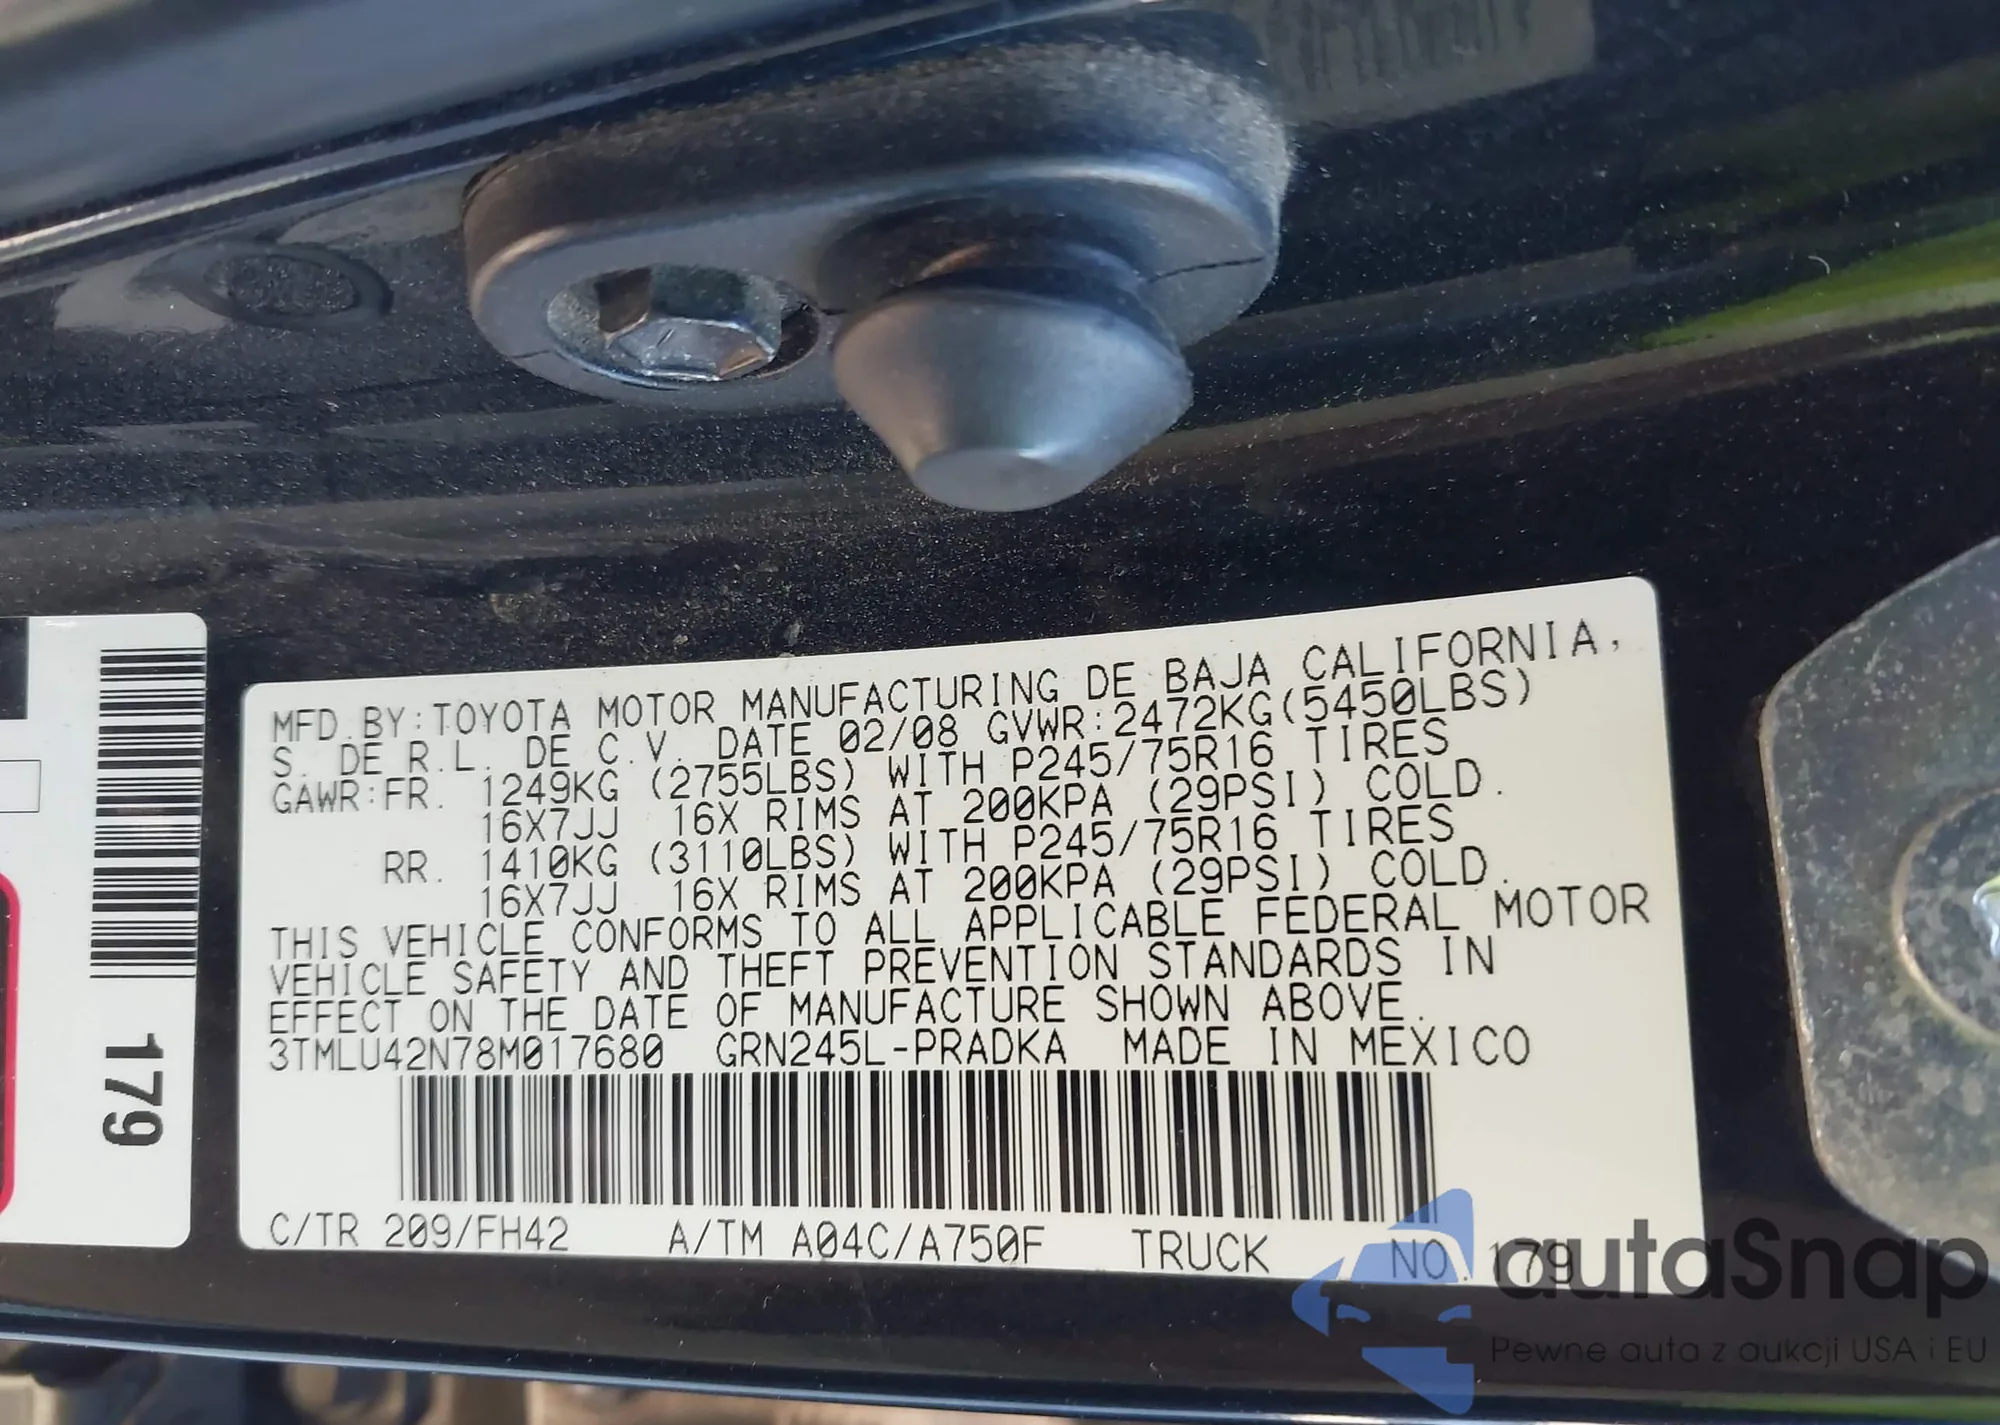 MFD.BY:TOYOTA MOTOR MANUFACTURING DE BAJA CALIFORNIA,
S. DE R.L. DE C.V. DATE 02/08 GVWR:2472KG(5450LBS)
GAWR:FR. 1249KG (2755LBS) WITH P245/75R16 TIRES
16X7JJ 16X RIMS AT 200KPA (29PSI) COLD.
RR. 1410KG (3110LBS) WITH P245/75R16 TIRES
16X7JJ 16X RIMS AT 200KPA (29PSI) COLD.
THIS VEHICLE CONFORMS TO ALL APPLICABLE FEDERAL MOTOR
VEHICLE SAFETY AND THEFT PREVENTION STANDARDS IN
EFFECT ON THE DATE OF MANUFACTURE SHOWN ABOVE.
3TMLU42N78M017680 GRN245L-PRADKA MADE IN MEXICO
C/TR 209/FH42 A/TM A04C/A750F TRUCK NO. 179
179
autaSnap
Pewne auta z aukcji USA i EU